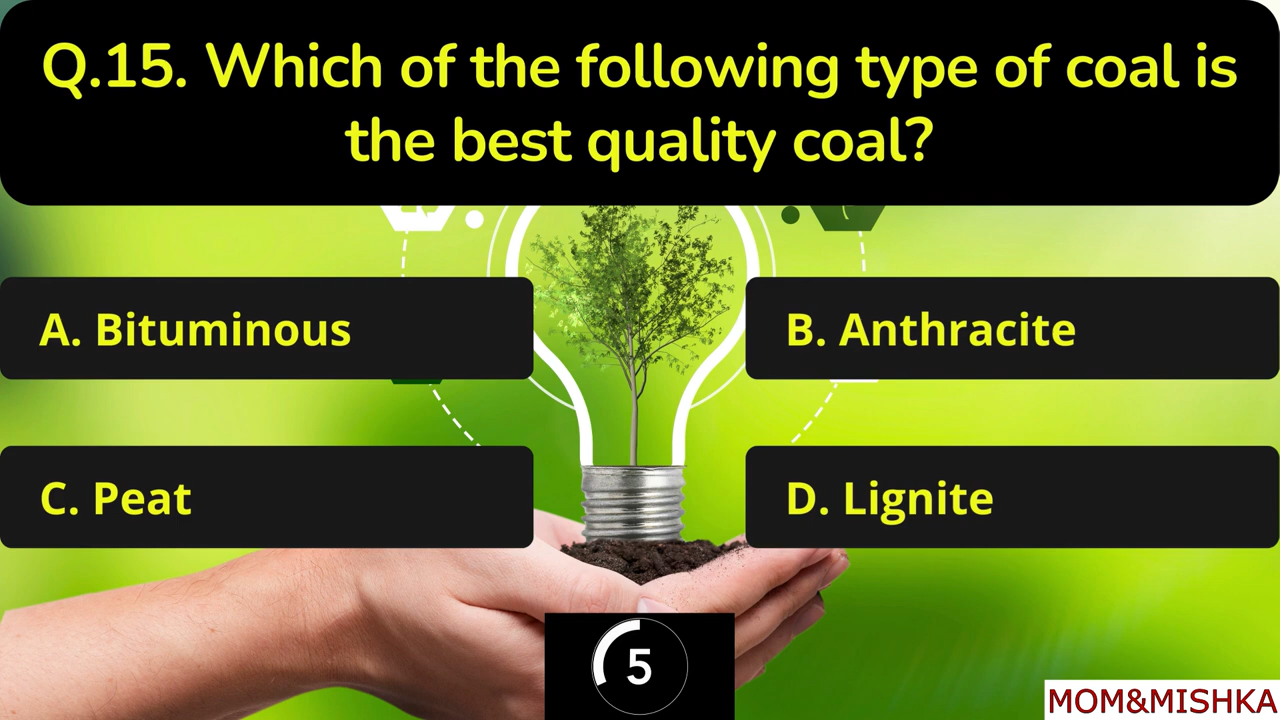 Q.15. Which of the following type of coal is
the best quality coal?
A. Bituminous
B. Anthracite
C. Peat
D. Lignite
5
MOM&MISHKA